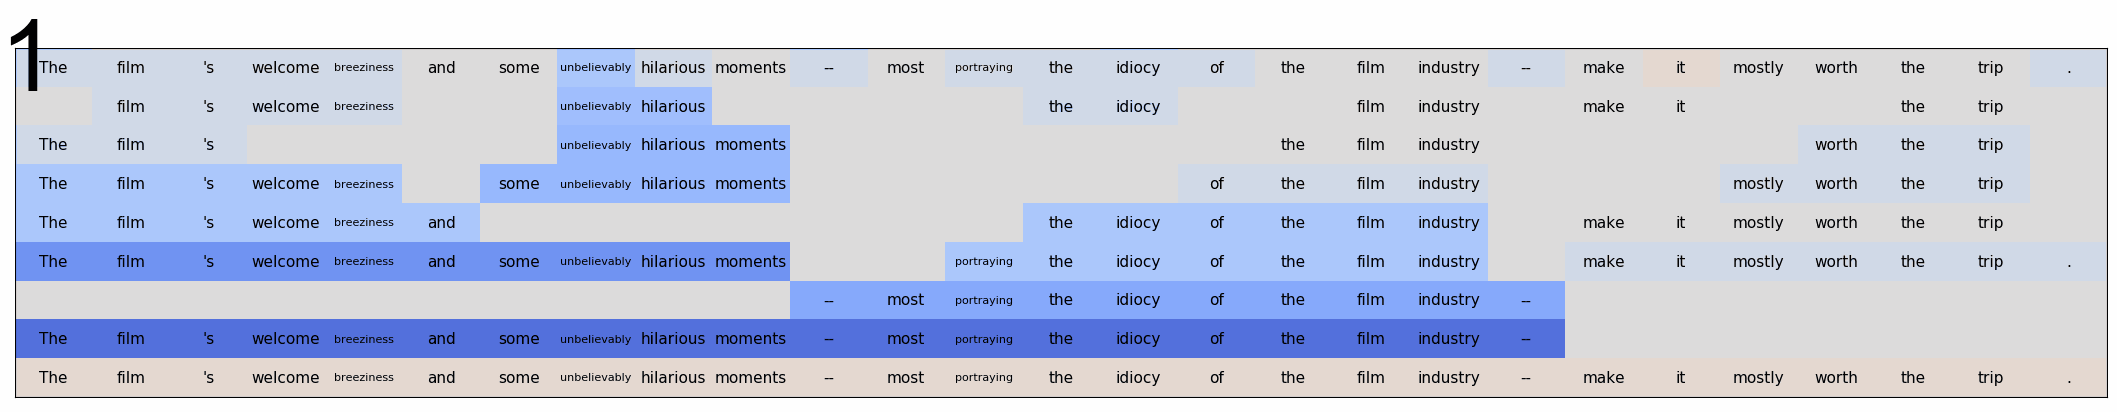 1
The film 's welcome breeziness and some unbelievably hilarious moments -- most portraying the idiocy of the film industry -- make it mostly worth the trip .
film 's welcome breeziness unbelievably hilarious the idiocy film industry make it the trip
The film 's unbelievably hilarious moments the film industry worth the trip
The film 's welcome breeziness some unbelievably hilarious moments of the film industry mostly worth the trip
The film 's welcome breeziness and the idiocy of the film industry make it mostly worth the trip
The film 's welcome breeziness and some unbelievably hilarious moments portraying the idiocy of the film industry make it mostly worth the trip .
-- most portraying the idiocy of the film industry --
The film 's welcome breeziness and some unbelievably hilarious moments -- most portraying the idiocy of the film industry --
The film 's welcome breeziness and some unbelievably hilarious moments -- most portraying the idiocy of the film industry -- make it mostly worth the trip .